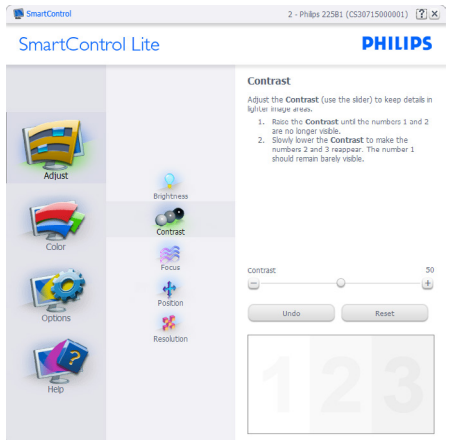 SmartControl
2 - Philips 225B1 (CS30715000001) ? X
SmartControl Lite
PHILIPS
Adjust
Color
Options
?
Help
Brightness
Contrast
Focus
Position
Resolution
Contrast
Adjust the Contrast (use the slider) to keep details in
lighter image areas.
1. Raise the Contrast until the numbers 1 and 2
are no longer visible.
2. Slowly lower the Contrast to make the
numbers 2 and 3 reappear. The number 1
should remain barely visible.
Contrast 50
Undo Reset
1 2 3